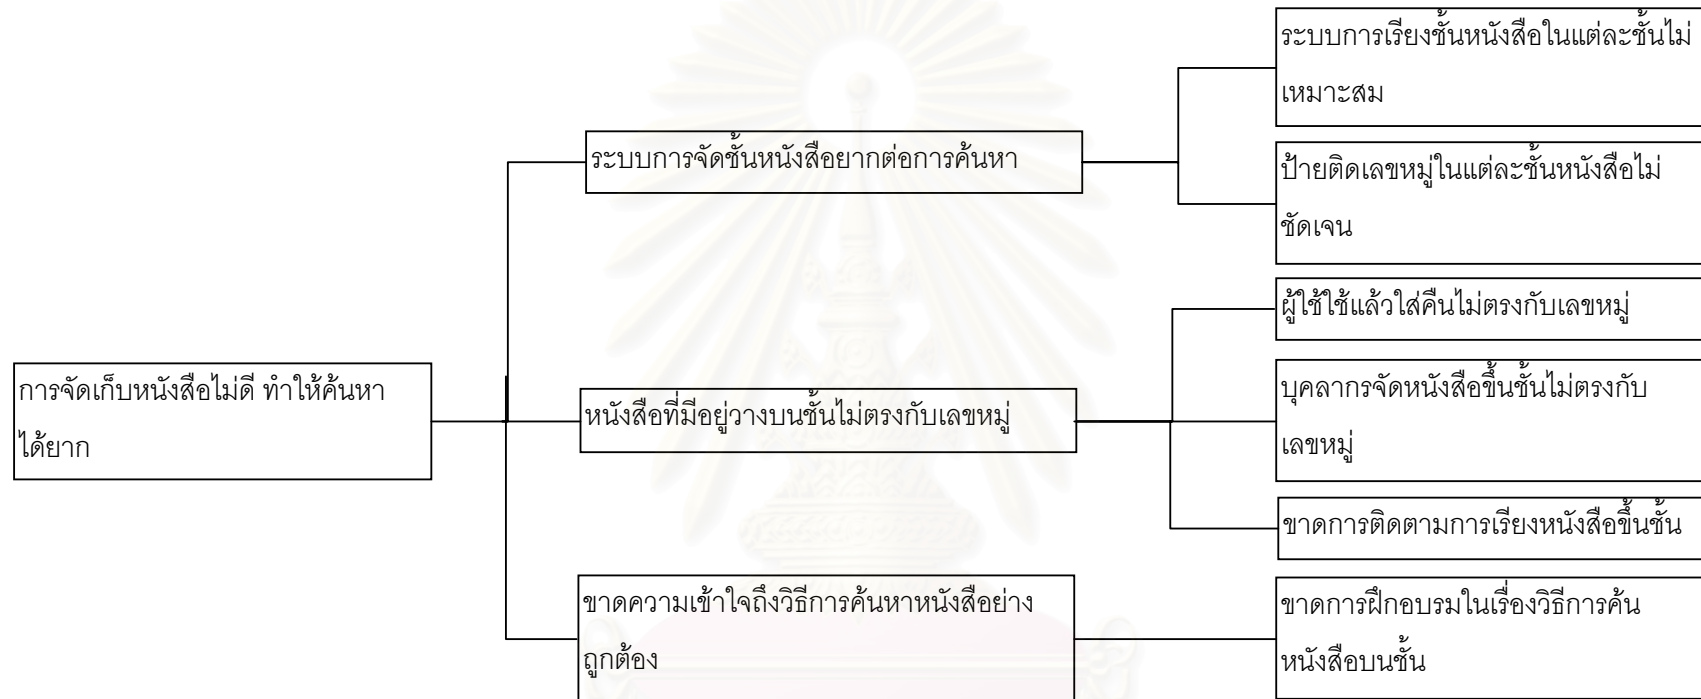 ระบบการเรียงชั้นหนังสือในแต่ละชั้นไม่
เหมาะสม
ระบบการจัดชั้นหนังสือยากต่อการค้นหา
ป้ายติดเลขหมู่ในแต่ละชั้นหนังสือไม่
ชัดเจน
ผู้ใช้ใช้แล้วใส่คืนไม่ตรงกับเลขหมู่
การจัดเก็บหนังสือไม่ดี ทำให้ค้นหา
ได้ยาก
หนังสือที่มีอยู่วางบนชั้นไม่ตรงกับเลขหมู่
บุคลากรจัดหนังสือขึ้นชั้นไม่ตรงกับ
เลขหมู่
ขาดการติดตามการเรียงหนังสือขึ้นชั้น
ขาดความเข้าใจถึงวิธีการค้นหาหนังสืออย่าง
ถูกต้อง
ขาดการฝึกอบรมในเรื่องวิธีการค้น
หนังสือบนชั้น